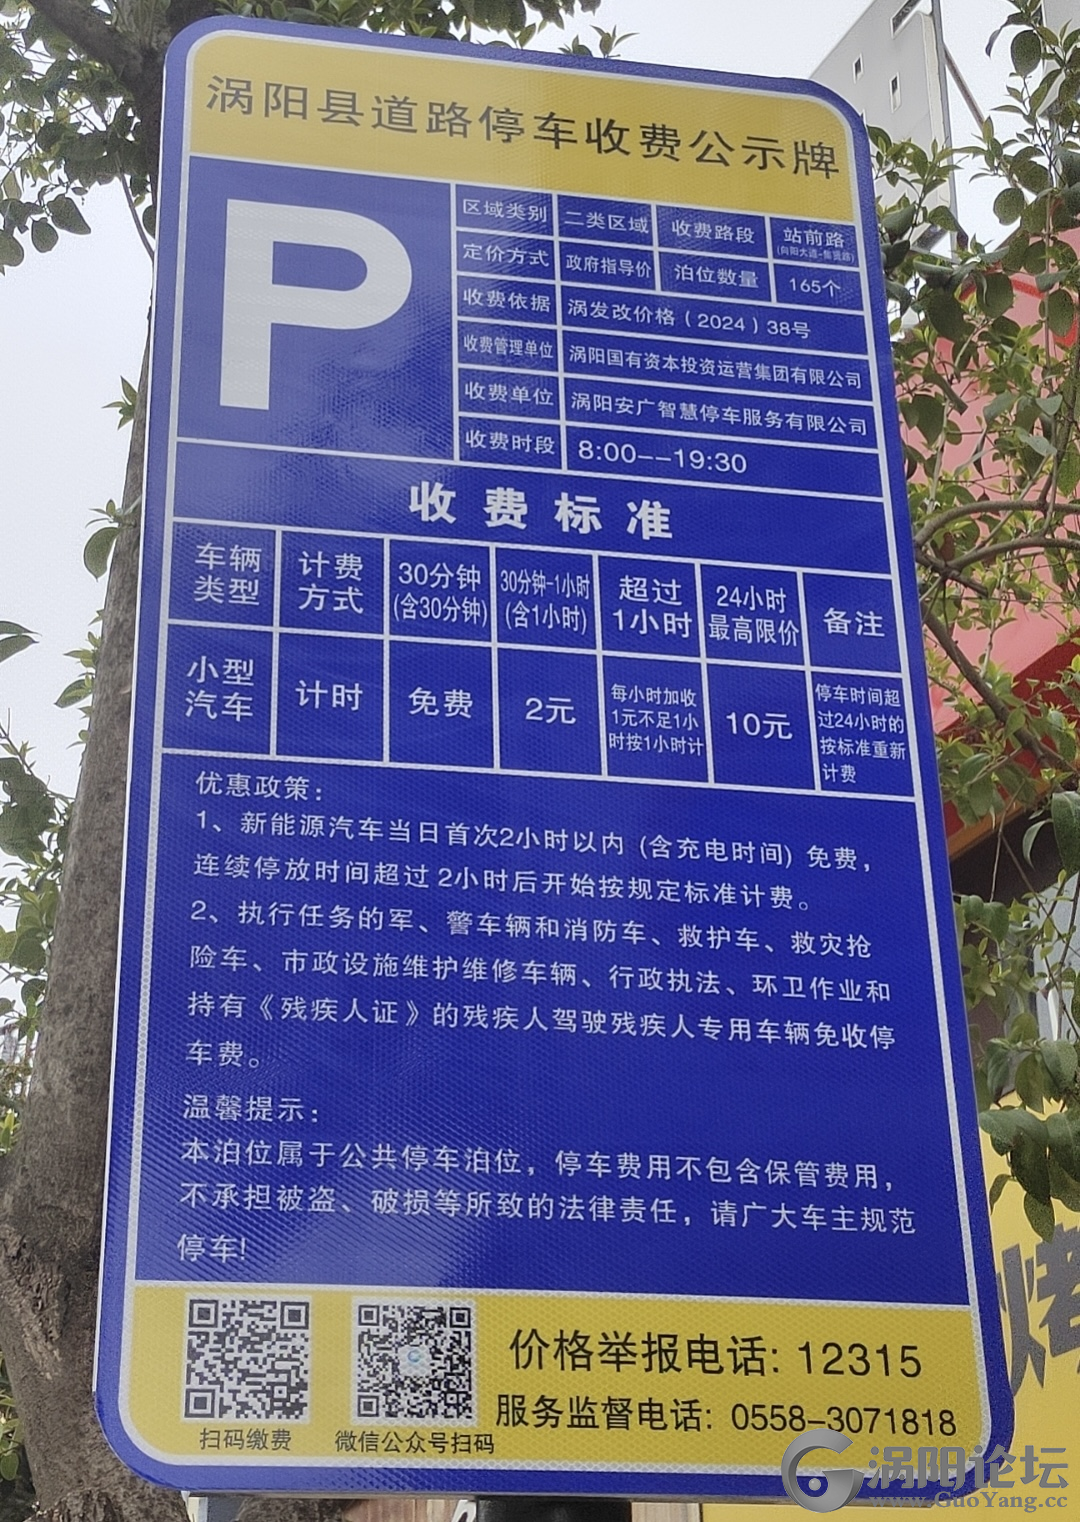 涡阳县道路停车收费公示牌
P
区域类别 二类区域 收费路段 站前路
(向阳大道-集贤路)
定价方式 政府指导价 泊位数量 165个
收费依据 涡发改价格（2024）38号
收费管理单位 涡阳国有资本投资运营集团有限公司
收费单位 涡阳安广智慧停车服务有限公司
收费时段 8:00--19:30
收费标准
车辆类型 计费方式 30分钟(含30分钟) 30分钟-1小时(含1小时) 超过1小时 24小时最高限价 备注
小型汽车 计时 免费 2元 每小时加收1元不足1小时按1小时计 10元 停车时间超过24小时的按标准重新计费
优惠政策：
1、新能源汽车当日首次2小时以内 (含充电时间) 免费，
连续停放时间超过2小时后开始按规定标准计费。
2、执行任务的军、警车辆和消防车、救护车、救灾抢
险车、市政设施维护维修车辆、行政执法、环卫作业和
持有《残疾人证》的残疾人驾驶残疾人专用车辆免收停
车费。
温馨提示：
本泊位属于公共停车泊位，停车费用不包含保管费用，
不承担被盗、破损等所致的法律责任，请广大车主规范
停车!
价格举报电话: 12315
服务监督电话: 0558-3071818
扫码缴费
微信公众号扫码
烤
涡阳论坛
www.GuoYang.cc